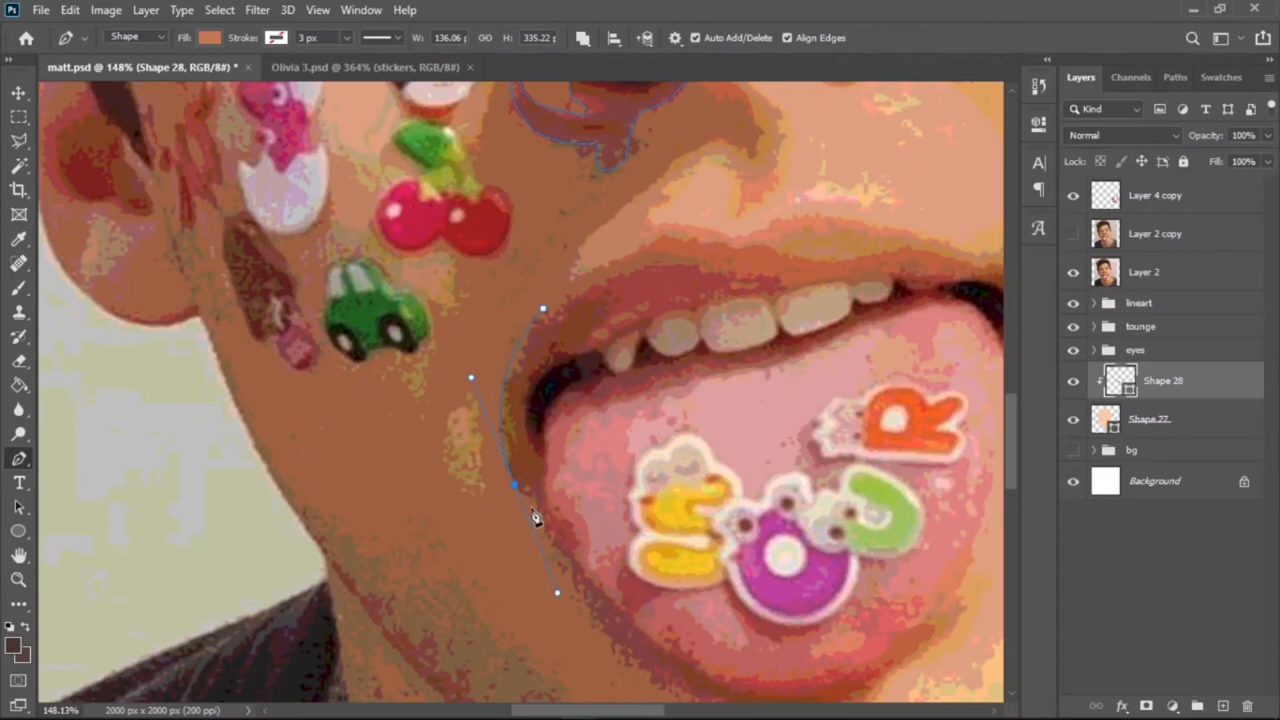 Ps File Edit Image Layer Type Select Filter 3D View Window Help
Shape Fill: Stroke: 3 px W: 136.06 H: 335.22 Auto Add/Delete Align Edges
matt.psd @ 148% (Shape 28, RGB/8#) * × Olivia 3.psd @ 364% (stickers, RGB/8#) ×
Layers Channels Paths Swatches
Kind
Normal Opacity: 100%
Lock: Fill: 100%
Layer 4 copy
Layer 2 copy
Layer 2
lineart
tounge
eyes
Shape 28
Shape 27
bg
Background
148.13% 2000 px x 2000 px (200 ppi)